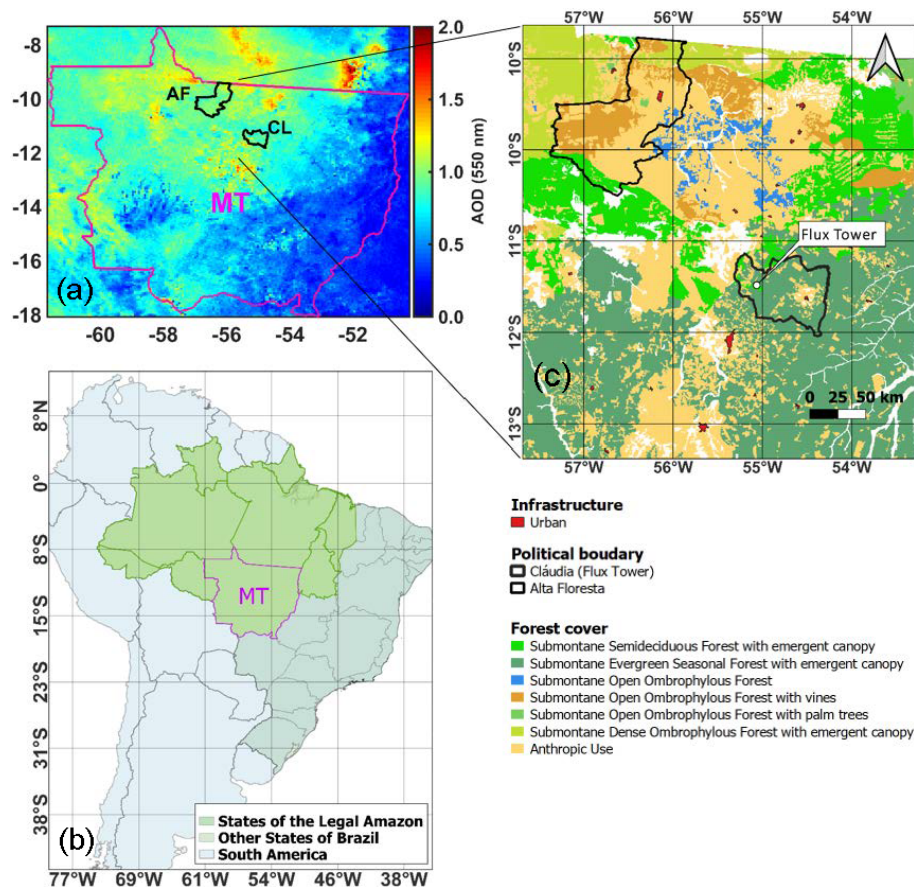 2.0
1.5
1.0
0.5
0.0
AOD (550 nm)
-8
-10
-12
-14
-16
-18
-60
-58
-56
-54
-52
AF
CL
MT
(a)
57°W
56°W
55°W
54°W
10°S
10°S
11°S
12°S
13°S
Flux Tower
(c)
0 25 50 km
57°W
56°W
55°W
54°W
8°N
0°
8°S
15°S
23°S
31°S
38°S
MT
(b)
States of the Legal Amazon
Other States of Brazil
South America
77°W
69°W
61°W
54°W
46°W
38°W
Infrastructure
Urban
Political boudary
Cláudia (Flux Tower)
Alta Floresta
Forest cover
Submontane Semideciduous Forest with emergent canopy
Submontane Evergreen Seasonal Forest with emergent canopy
Submontane Open Ombrophylous Forest
Submontane Open Ombrophylous Forest with vines
Submontane Open Ombrophylous Forest with palm trees
Submontane Dense Ombrophylous Forest with emergent canopy
Anthropic Use